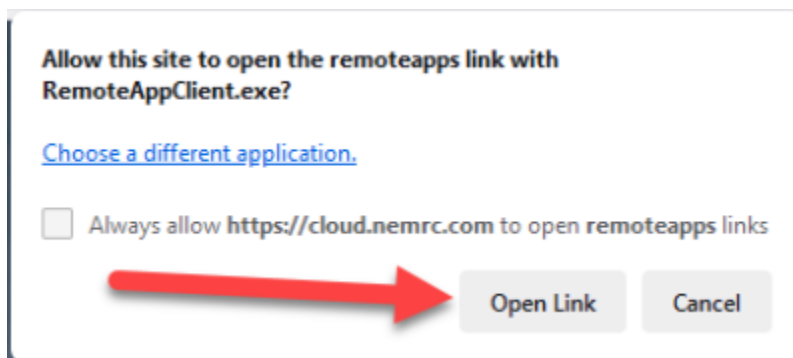 Allow this site to open the remoteapps link with
RemoteAppClient.exe?
Choose a different application.
Always allow https://cloud.nemrc.com to open remoteapps links
Open Link Cancel